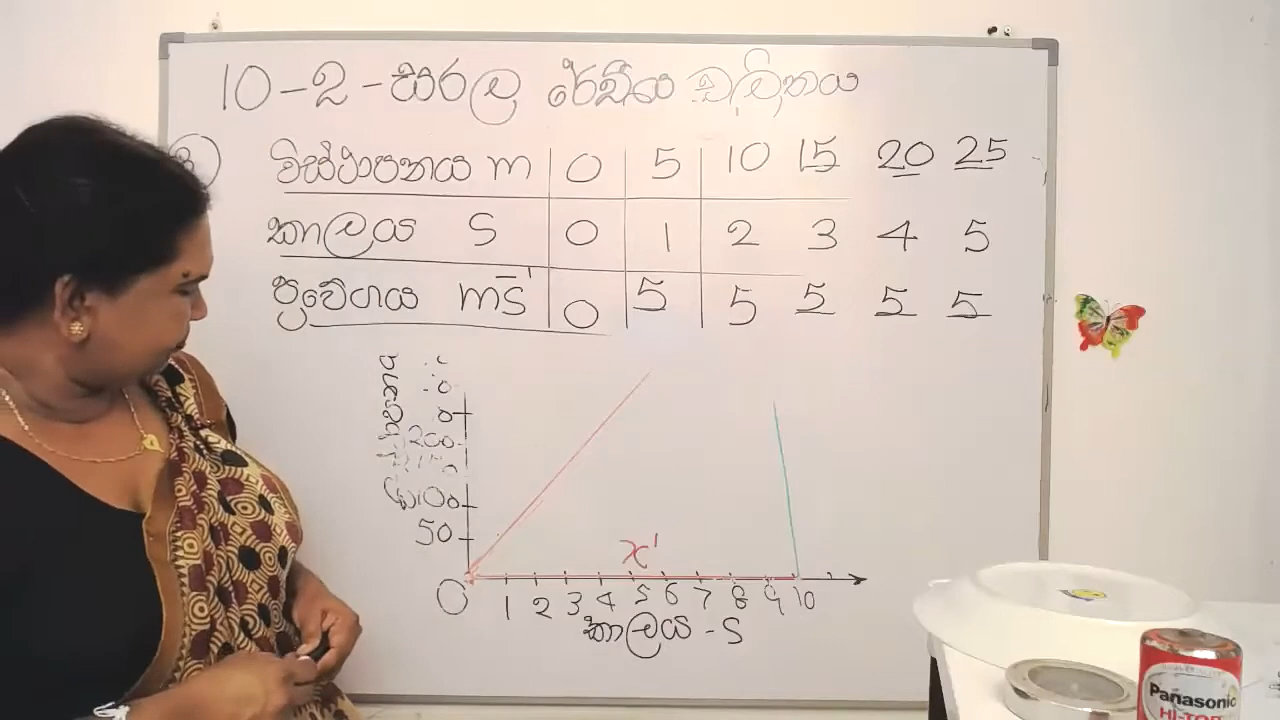 10-2-සරල රේඛීය චලිතය
3
විස්ථාපනය m 0 5 10 15 20 25
කාලය S 0 1 2 3 4 5
ප්‍රවේගය ms⁻¹ 0 5 5 5 5 5
200
100
50
x'
0 1 2 3 4 5 6 7 8 9 10
කාලය - S
Panasonic